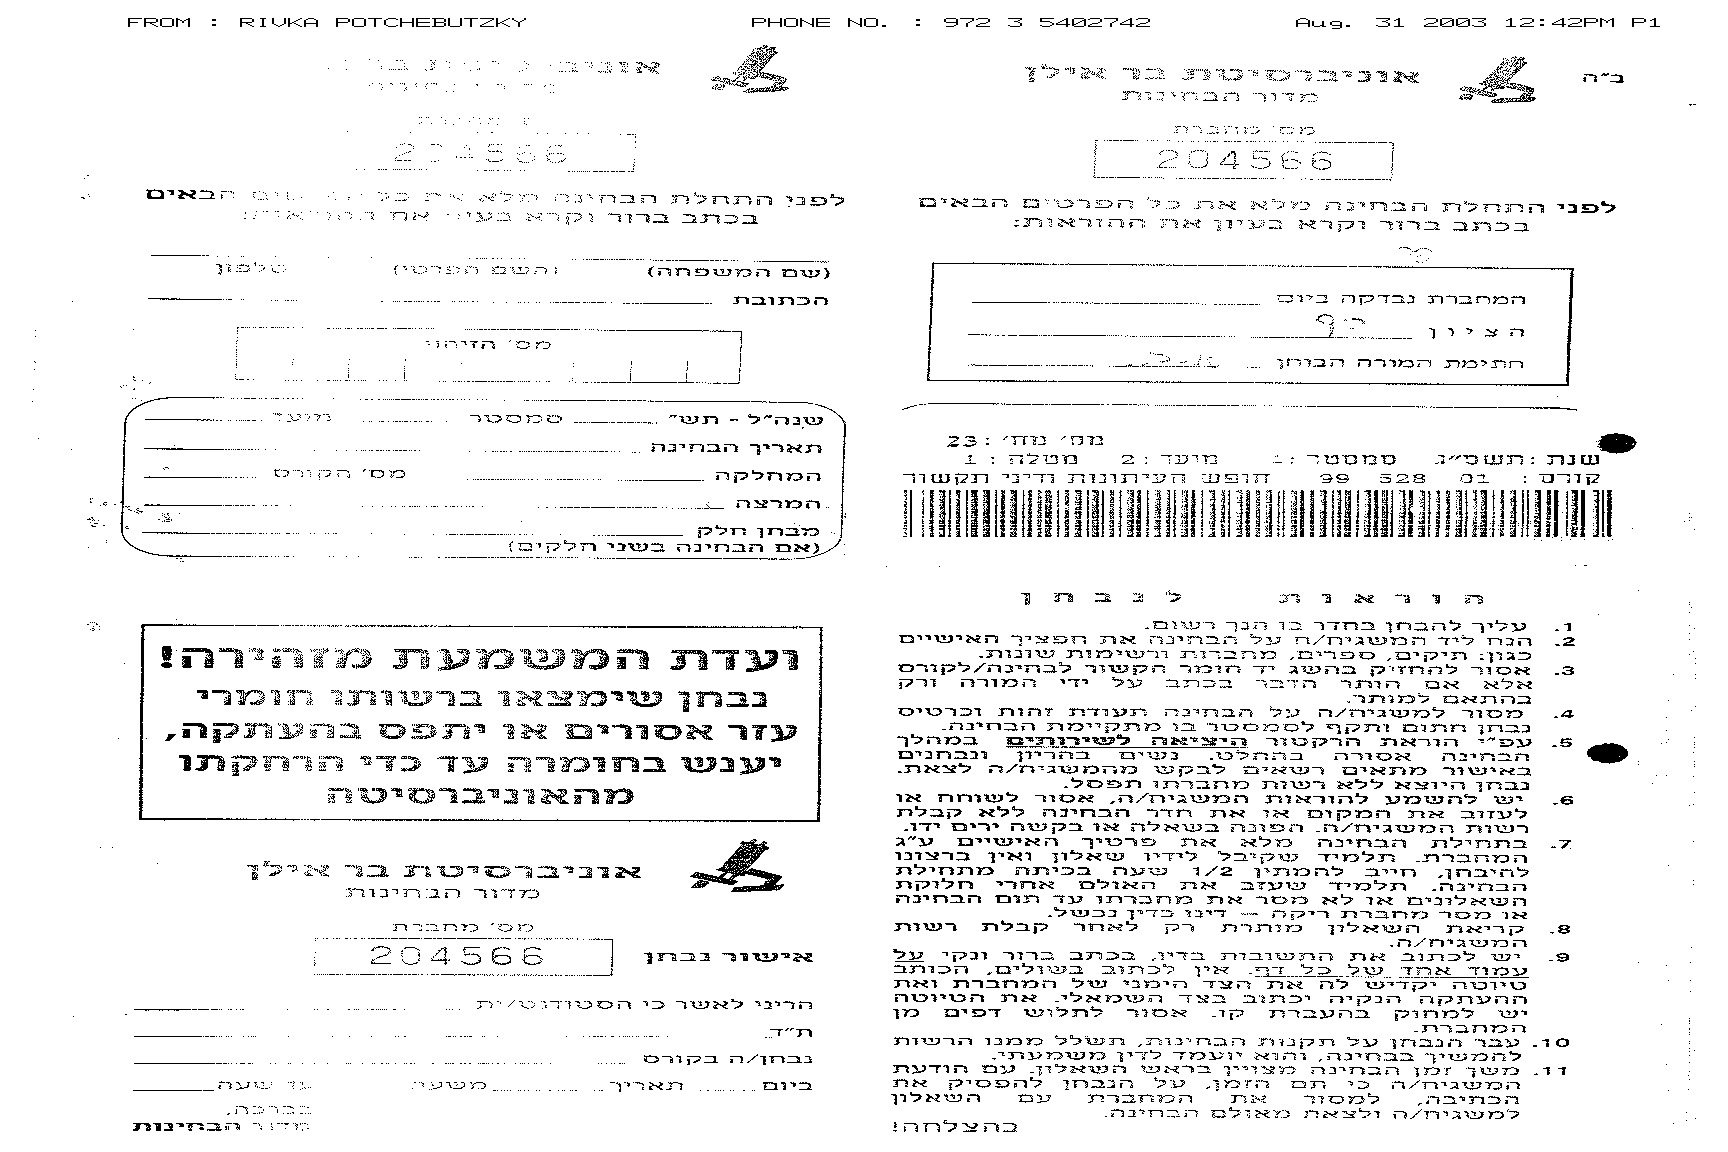 FROM : RIVKA POTCHEBUTZKY PHONE NO. : 972 3 5402742 Aug. 31 2003 12:42PM P1
ב״ה
אוניברסיטת בר אילן
מדור הבחינות
מס׳ מחברת
204566
לפני התחלת הבחינה מלא את כל הפרטים הבאים
בכתב ברור וקרא בעיון את ההוראות:
המחברת נבדקה ביום
הציון
חתימת המורה הבוחן
מס׳ מח׳: 23
שנת: תשס״ג סמסטר: 1 מועד: 2 מטלה: 1
קורס: 01 528 99 חופש העיתונות ודיני תקשור
הוראות לנבחן
1. עליך להבחן בחדר בו הנך רשום.
2. הנח ליד המשגיח/ה על הבחינה את חפציך האישיים
כגון: תיקים, ספרים, מחברות ורשימות שונות.
3. אסור להחזיק בהשג יד חומר הקשור לבחינה/לקורס
אלא אם הותר הדבר בכתב על ידי המורה ורק
בהתאם למותר.
4. מסור למשגיח/ה על הבחינה תעודת זהות וכרטיס
נבחן חתום ותקף לסמסטר בו מתקיימת הבחינה.
5. עפ״י הוראת הרקטור היציאה לשירותים במהלך
הבחינה אסורה בהחלט. נשים בהריון ונבחנים
באישור מתאים רשאים לבקש מהמשגיח/ה לצאת.
נבחן היוצא ללא רשות מחברתו תפסל.
6. יש להשמע להוראות המשגיח/ה, אסור לשוחח או
לעזוב את המקום או את חדר הבחינה ללא קבלת
רשות המשגיח/ה. הפונה בשאלה או בקשה ירים ידו.
7. בתחילת הבחינה מלא את פרטיך האישיים ע״ג
המחברת. תלמיד שקיבל לידיו שאלון ואין ברצונו
להיבחן, חייב להמתין 1/2 שעה בכיתה מתחילת
הבחינה. תלמיד שעזב את האולם אחרי חלוקת
השאלונים או לא מסר את מחברתו עד תום הבחינה
או מסר מחברת ריקה – דינו כדין נכשל.
8. קריאת השאלון מותרת רק לאחר קבלת רשות
המשגיח/ה.
9. יש לכתוב את התשובות בדיו, בכתב ברור ונקי על
עמוד אחד של כל דף. אין לכתוב בשולים, הכותב
טיוטה יקדיש לה את הצד הימני של המחברת ואת
ההעתקה הנקיה יכתוב בצד השמאלי. את הטיוטה
יש למחוק בהעברת קו. אסור לתלוש דפים מן
המחברת.
10. עבר הנבחן על תקנות הבחינות, תשלל ממנו הרשות
להמשיך בבחינה, והוא יועמד לדין משמעתי.
11. משך זמן הבחינה מצויין בראש השאלון. עם הודעת
המשגיח/ה כי תם הזמן, על הנבחן להפסיק את
הכתיבה, למסור את המחברת עם השאלון
למשגיח/ה ולצאת מאולם הבחינה.
בהצלחה!
204566
לפני התחלת הבחינה מלא את הבאים
בכתב ברור וקרא בעיון את ההוראות:
(שם המשפחה) (השם הפרטי) טלפון
הכתובת
מס׳ הזיהוי
שנה״ל - תש״ סמסטר מועד
תאריך הבחינה
המחלקה מס׳ הקורס
המרצה
מבחן חלק
(אם הבחינה בשני חלקים)
ועדת המשמעת מזהירה!
נבחן שימצאו ברשותו חומרי
עזר אסורים או יתפס בהעתקה,
יענש בחומרה עד כדי הרחקתו
מהאוניברסיטה
אוניברסיטת בר אילן
מדור הבחינות
מס׳ מחברת
אישור נבחן 204566
הריני לאשר כי הסטודנט/ית
ת״ד
נבחן/ה בקורס
ביום תאריך משעה עד שעה
בברכה,
מדור הבחינות